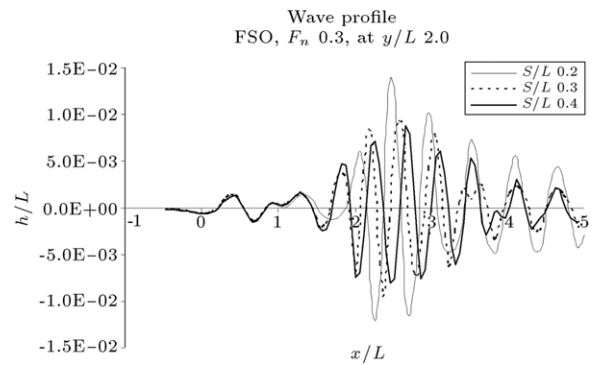 Wave profile
FSO, Fn 0.3, at y/L 2.0
1.5E-02
1.0E-02
5.0E-03
0.0E+00
-5.0E-03
-1.0E-02
-1.5E-02
h/L
S/L 0.2
S/L 0.3
S/L 0.4
-1 0 1 2 3 4 5
x/L